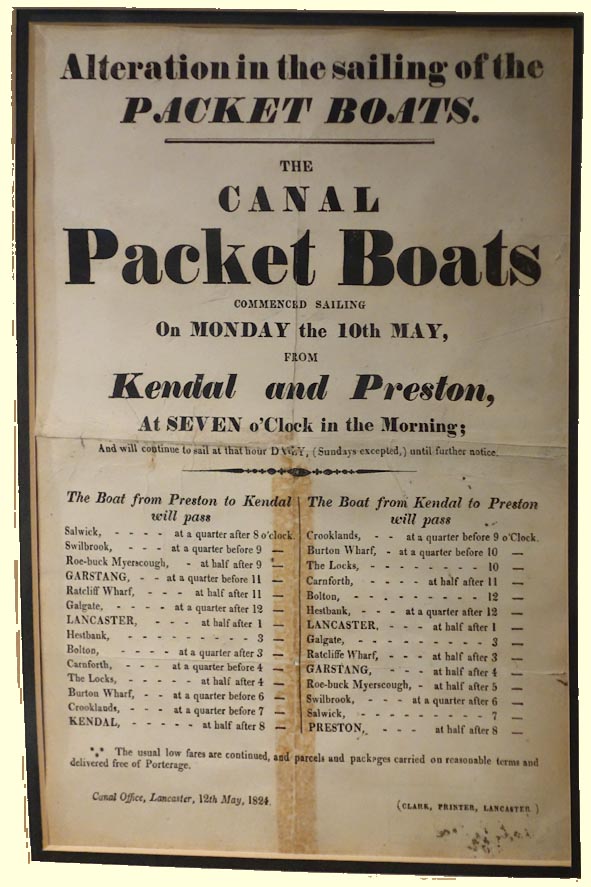 Alteration in the sailing of the
PACKET BOATS.
THE
CANAL
Packet Boats
COMMENCED SAILING
On MONDAY the 10th MAY,
FROM
Kendal and Preston,
At SEVEN o'Clock in the Morning;
And will continue to sail at that hour DAILY, (Sundays excepted,) until further notice.
The Boat from Preston to Kendal
will pass
Salwick, - - - - at a quarter after 8 o'clock.
Swilbrook, - - - at a quarter before 9 —
Roe-buck Myerscough, - at half after 9 —
GARSTANG, - - at a quarter before 11 —
Ratcliff Wharf, - - - at half after 11 —
Galgate, - - - - at a quarter after 12 —
LANCASTER, - - - - at half after 1 —
Hestbank, - - - - - - - - - 3 —
Bolton, - - - - at a quarter after 3 —
Carnforth, - - - at a quarter before 4 —
The Locks, - - - - - at half after 4 —
Burton Wharf, - - - at a quarter before 6 —
Crooklands, - - - at a quarter before 7 —
KENDAL, - - - - - at half after 8 —
The Boat from Kendal to Preston
will pass
Crooklands, - - at a quarter before 9 o'Clock.
Burton Wharf, - at a quarter before 10 —
The Locks, - - - - - - - - 10 —
Carnforth, - - - - at half after 11 —
Bolton, - - - - - - - - - 12 —
Hestbank, - - - at a quarter after 12 —
LANCASTER, - - - - at half after 1 —
Galgate, - - - - - - - - - 3 —
Ratcliffe Wharf, - - - at half after 3 —
GARSTANG, - - - - at half after 4 —
Roe-buck Myerscough, - at half after 5 —
Swilbrook, - - - at a quarter after 6 —
Salwick, - - - - - - - - - 7 —
PRESTON, - - - at half after 8 —
The usual low fares are continued, and parcels and packages carried on reasonable terms and
delivered free of Porterage.
Canal Office, Lancaster, 12th May, 1824.
(CLARK, PRINTER, LANCASTER.)